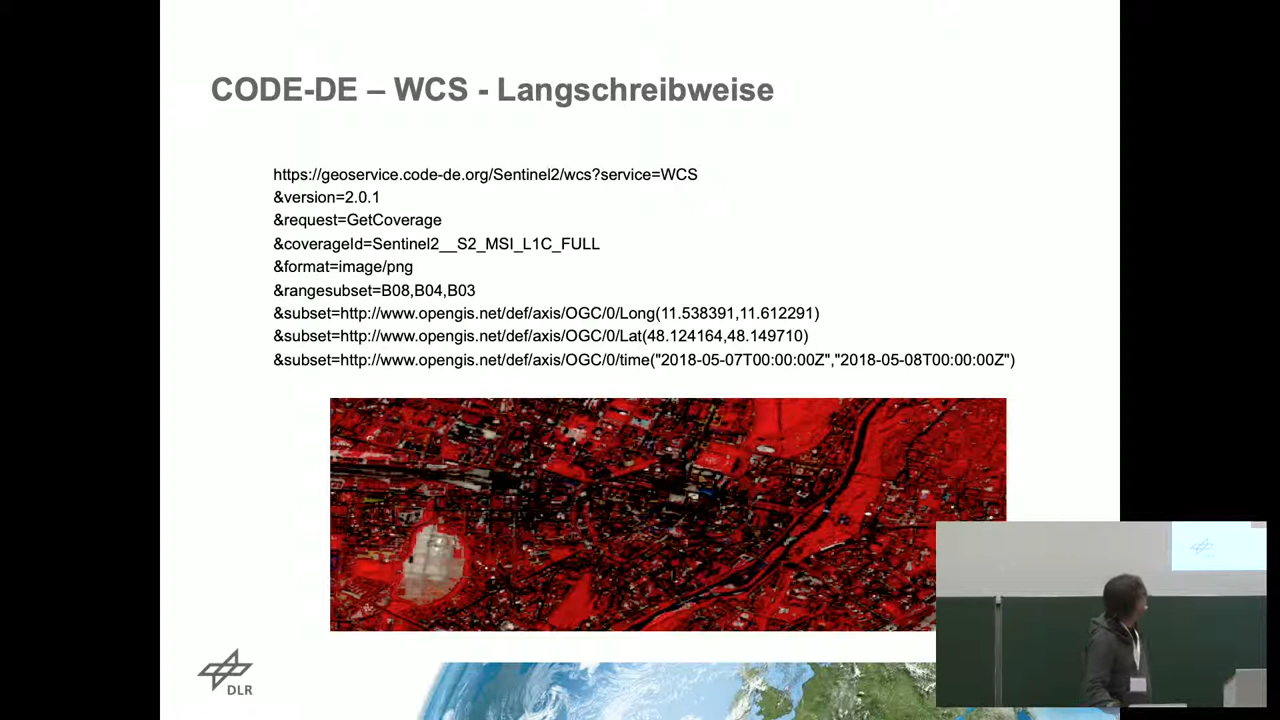 CODE-DE – WCS - Langschreibweise
https://geoservice.code-de.org/Sentinel2/wcs?service=WCS
&version=2.0.1
&request=GetCoverage
&coverageId=Sentinel2__S2_MSI_L1C_FULL
&format=image/png
&rangesubset=B08,B04,B03
&subset=http://www.opengis.net/def/axis/OGC/0/Long(11.538391,11.612291)
&subset=http://www.opengis.net/def/axis/OGC/0/Lat(48.124164,48.149710)
&subset=http://www.opengis.net/def/axis/OGC/0/time("2018-05-07T00:00:00Z","2018-05-08T00:00:00Z")
DLR